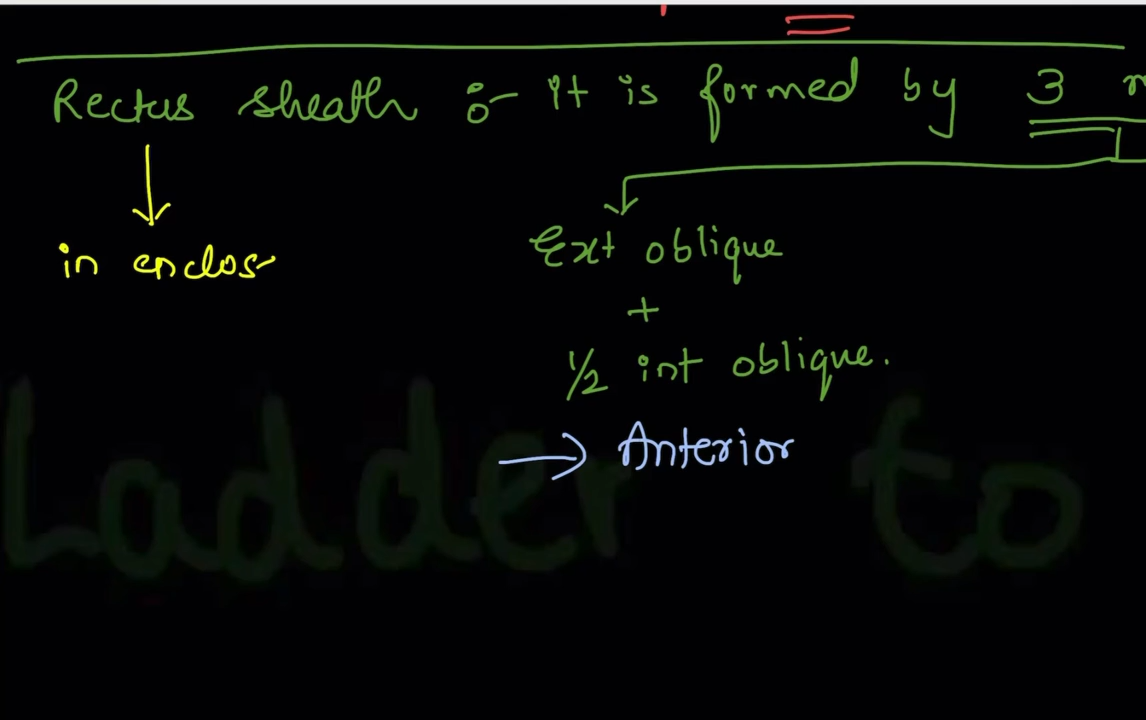 Rectus sheath :- it is formed by 3
in enclos
Ext oblique
+
1/2 int oblique.
→ Anterior
Ladder to